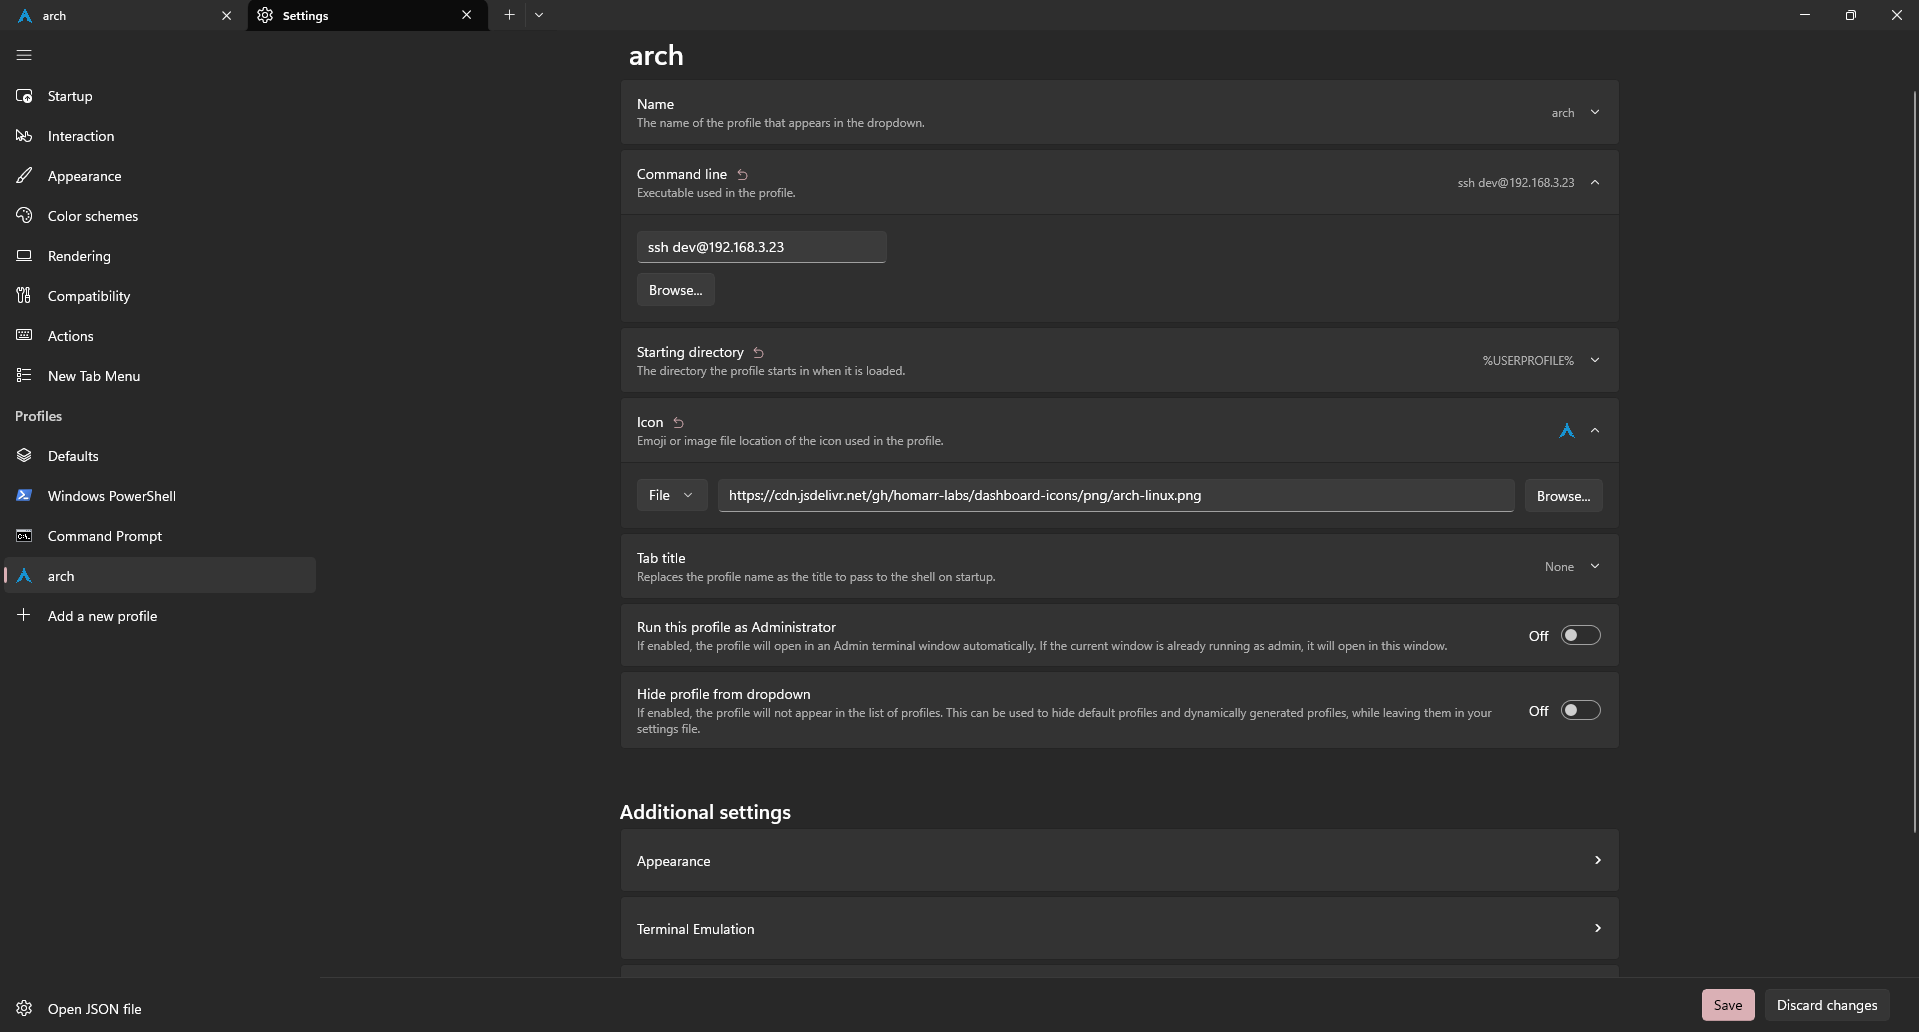 arch
Settings
arch
Startup
Interaction
Appearance
Color schemes
Rendering
Compatibility
Actions
New Tab Menu
Profiles
Defaults
Windows PowerShell
Command Prompt
arch
Add a new profile
Open JSON file
Name
The name of the profile that appears in the dropdown.
arch
Command line
Executable used in the profile.
ssh dev@192.168.3.23
ssh dev@192.168.3.23
Browse...
Starting directory
The directory the profile starts in when it is loaded.
%USERPROFILE%
Icon
Emoji or image file location of the icon used in the profile.
File
https://cdn.jsdelivr.net/gh/homarr-labs/dashboard-icons/png/arch-linux.png
Browse...
Tab title
Replaces the profile name as the title to pass to the shell on startup.
None
Run this profile as Administrator
If enabled, the profile will open in an Admin terminal window automatically. If the current window is already running as admin, it will open in this window.
Off
Hide profile from dropdown
If enabled, the profile will not appear in the list of profiles. This can be used to hide default profiles and dynamically generated profiles, while leaving them in your
settings file.
Off
Additional settings
Appearance
Terminal Emulation
Save
Discard changes